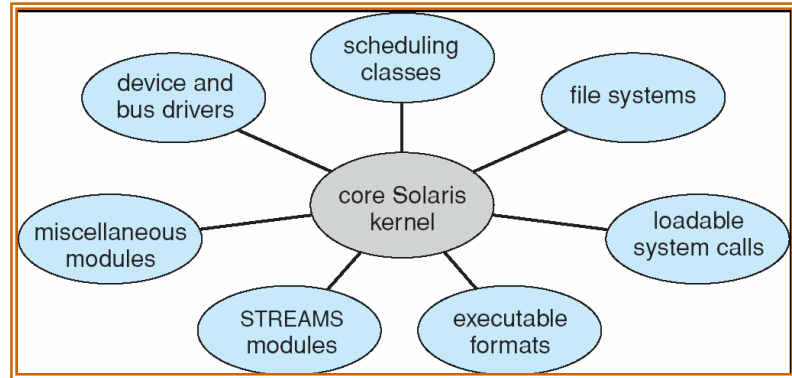 scheduling
classes
device and
bus drivers
file systems
core Solaris
kernel
miscellaneous
modules
loadable
system calls
STREAMS
modules
executable
formats